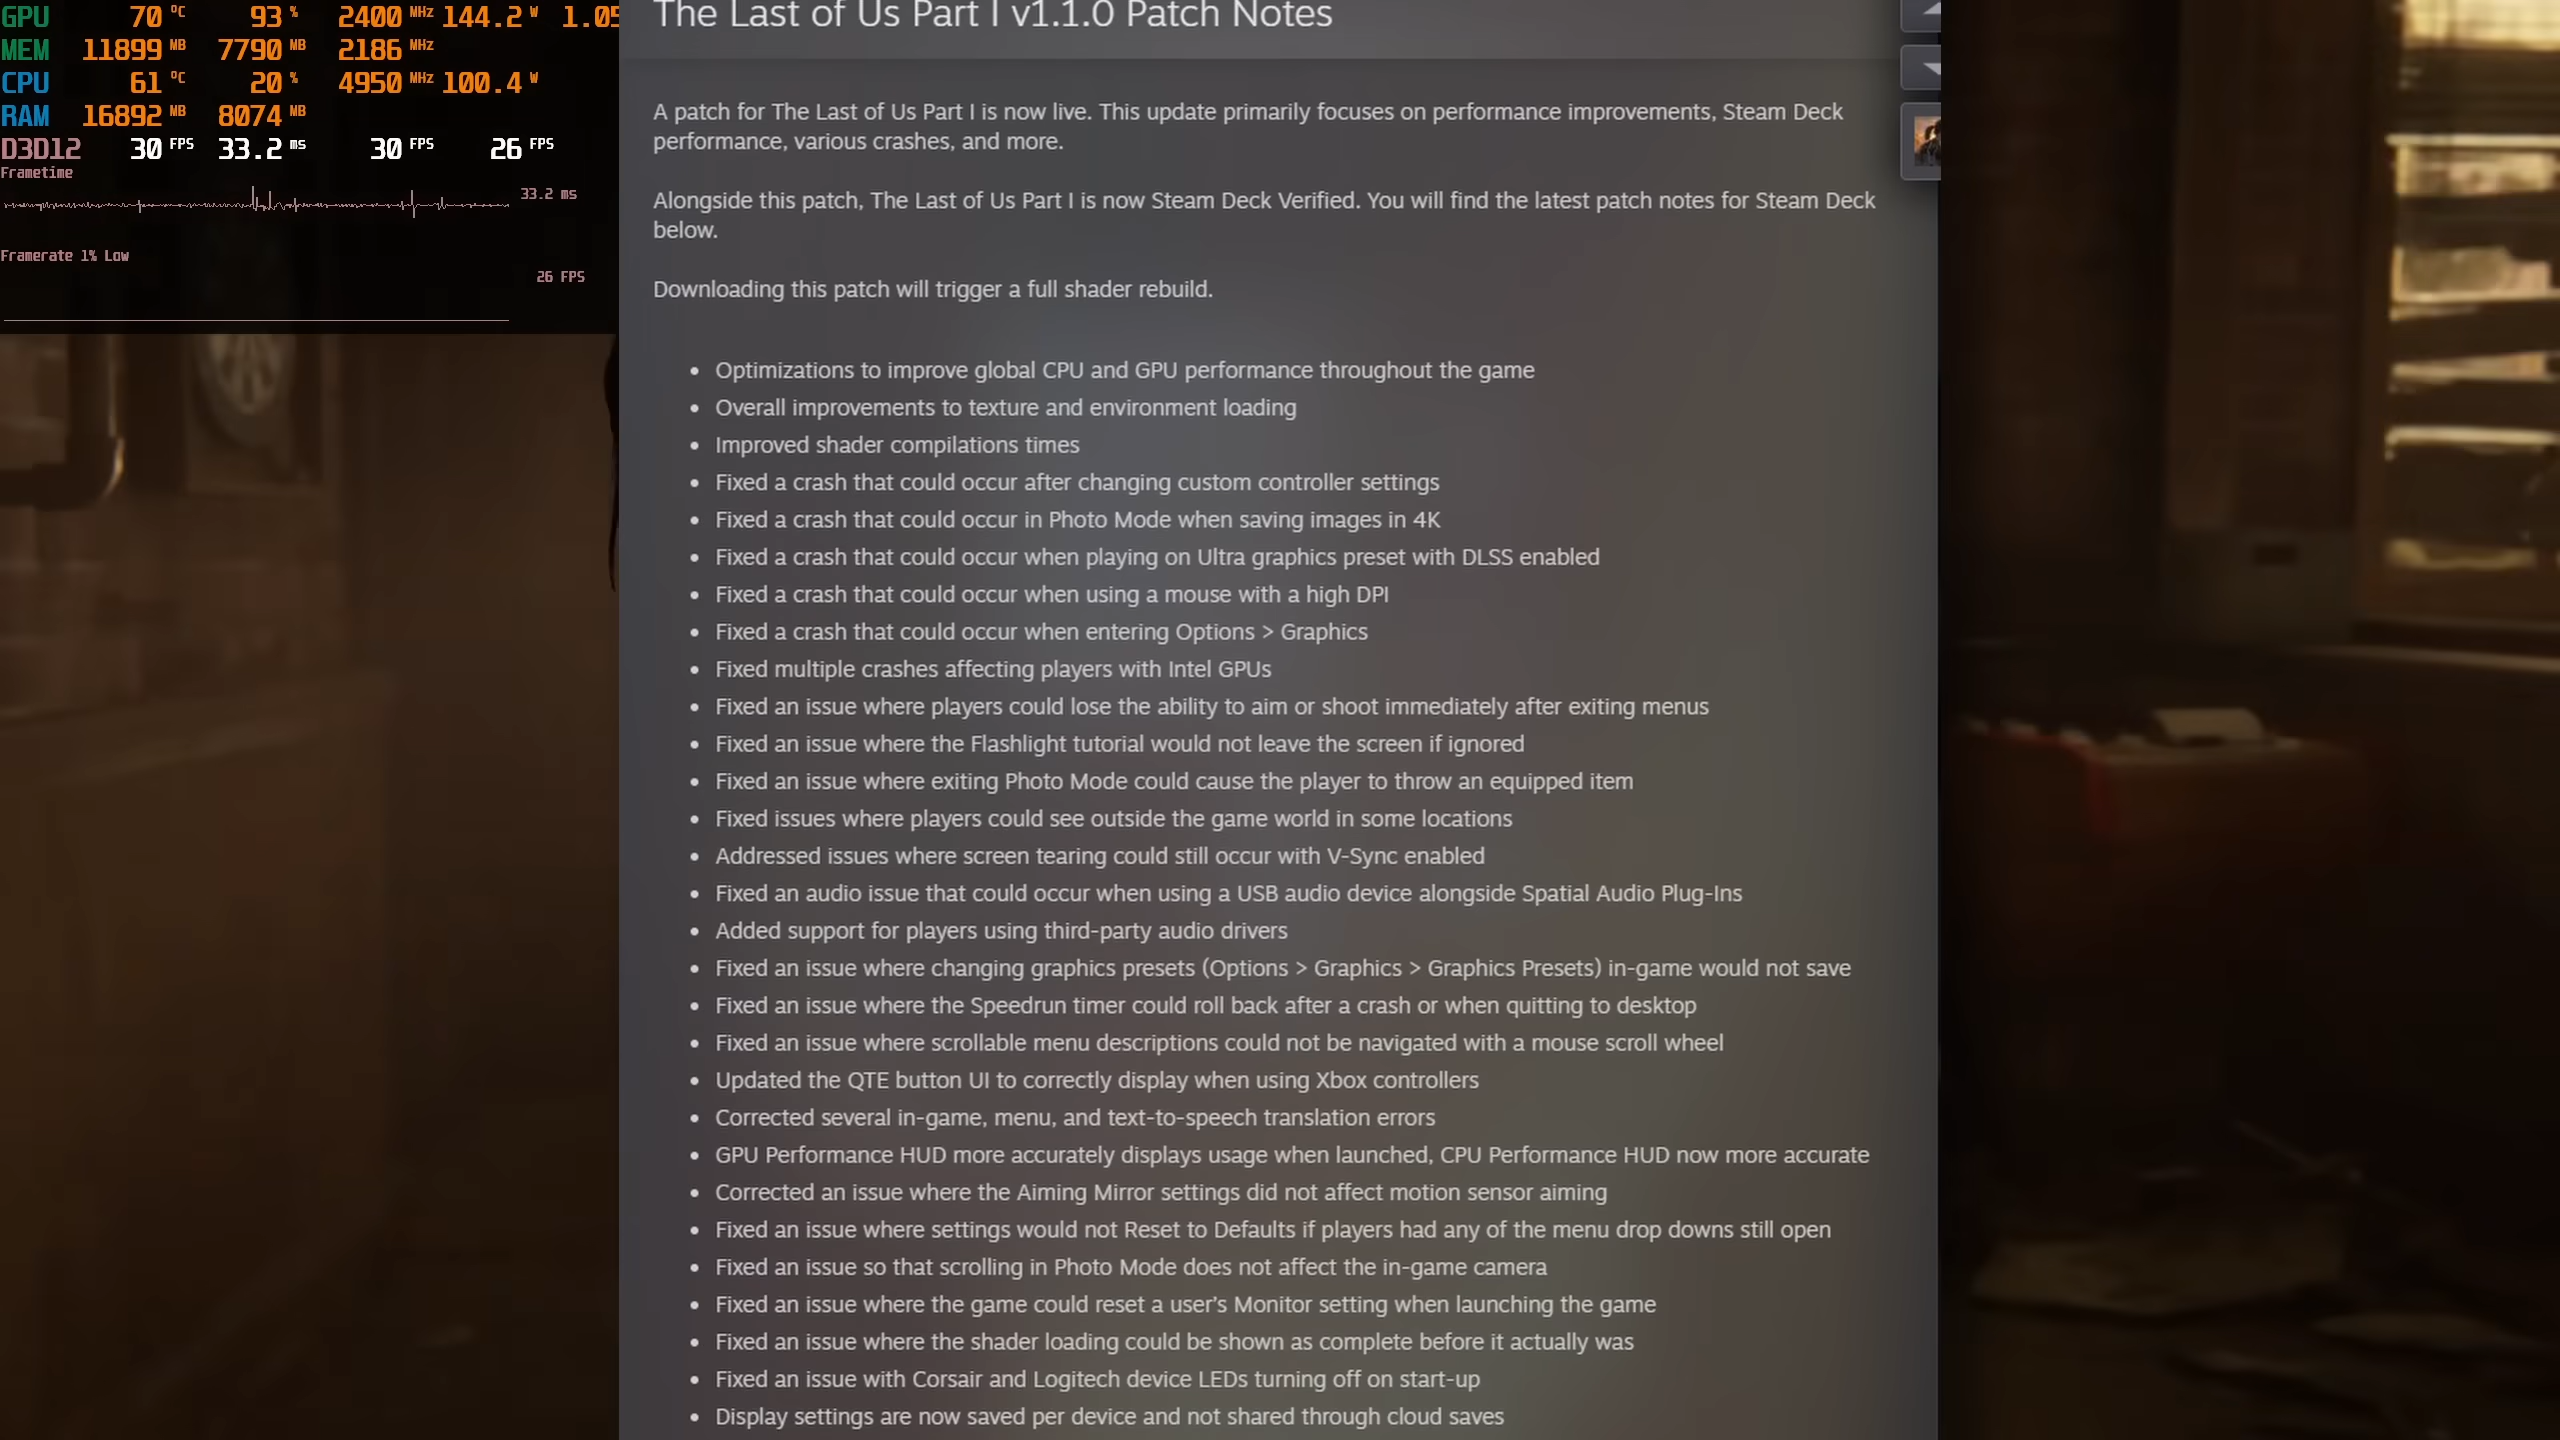 GPU 70 °C 93 % 2400 MHz 144.2 W 1.05
MEM 11899 MB 7790 MB 2186 MHz
CPU 61 °C 20 % 4950 MHz 100.4 W
RAM 16892 MB 8074 MB
D3D12 30 FPS 33.2 ms 30 FPS 26 FPS
Frametime
33.2 ms
Framerate 1% Low
26 FPS
The Last of Us Part I v1.1.0 Patch Notes
A patch for The Last of Us Part I is now live. This update primarily focuses on performance improvements, Steam Deck
performance, various crashes, and more.
Alongside this patch, The Last of Us Part I is now Steam Deck Verified. You will find the latest patch notes for Steam Deck
below.
Downloading this patch will trigger a full shader rebuild.
• Optimizations to improve global CPU and GPU performance throughout the game
• Overall improvements to texture and environment loading
• Improved shader compilations times
• Fixed a crash that could occur after changing custom controller settings
• Fixed a crash that could occur in Photo Mode when saving images in 4K
• Fixed a crash that could occur when playing on Ultra graphics preset with DLSS enabled
• Fixed a crash that could occur when using a mouse with a high DPI
• Fixed a crash that could occur when entering Options > Graphics
• Fixed multiple crashes affecting players with Intel GPUs
• Fixed an issue where players could lose the ability to aim or shoot immediately after exiting menus
• Fixed an issue where the Flashlight tutorial would not leave the screen if ignored
• Fixed an issue where exiting Photo Mode could cause the player to throw an equipped item
• Fixed issues where players could see outside the game world in some locations
• Addressed issues where screen tearing could still occur with V-Sync enabled
• Fixed an audio issue that could occur when using a USB audio device alongside Spatial Audio Plug-Ins
• Added support for players using third-party audio drivers
• Fixed an issue where changing graphics presets (Options > Graphics > Graphics Presets) in-game would not save
• Fixed an issue where the Speedrun timer could roll back after a crash or when quitting to desktop
• Fixed an issue where scrollable menu descriptions could not be navigated with a mouse scroll wheel
• Updated the QTE button UI to correctly display when using Xbox controllers
• Corrected several in-game, menu, and text-to-speech translation errors
• GPU Performance HUD more accurately displays usage when launched, CPU Performance HUD now more accurate
• Corrected an issue where the Aiming Mirror settings did not affect motion sensor aiming
• Fixed an issue where settings would not Reset to Defaults if players had any of the menu drop downs still open
• Fixed an issue so that scrolling in Photo Mode does not affect the in-game camera
• Fixed an issue where the game could reset a user's Monitor setting when launching the game
• Fixed an issue where the shader loading could be shown as complete before it actually was
• Fixed an issue with Corsair and Logitech device LEDs turning off on start-up
• Display settings are now saved per device and not shared through cloud saves